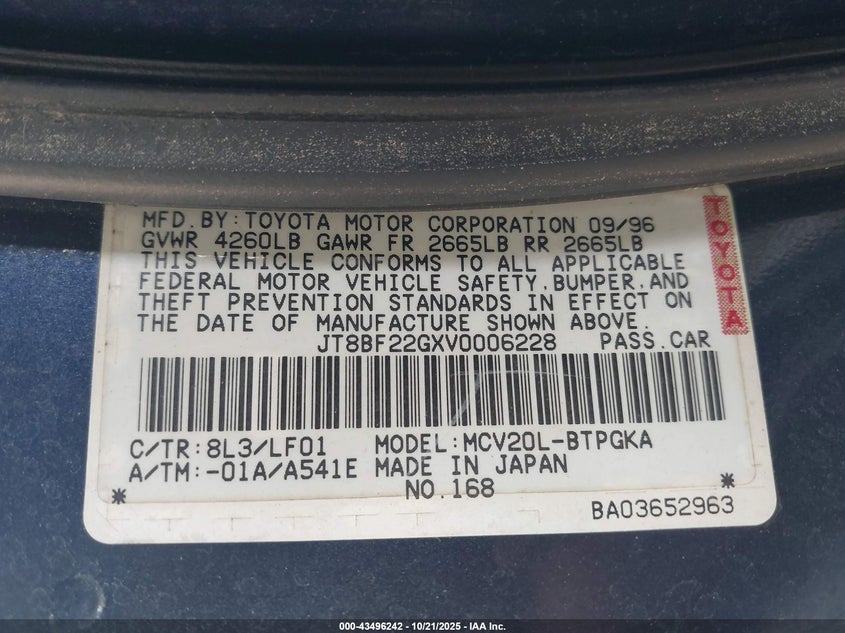 MFD.BY:TOYOTA MOTOR CORPORATION 09/96
GVWR 4260LB GAWR FR 2665LB RR 2665LB
THIS VEHICLE CONFORMS TO ALL APPLICABLE
FEDERAL MOTOR VEHICLE SAFETY,BUMPER,AND
THEFT PREVENTION STANDARDS IN EFFECT ON
THE DATE OF MANUFACTURE SHOWN ABOVE.
JT8BF22GXV0006228 PASS.CAR
C/TR:8L3/LF01 MODEL:MCV20L-BTPGKA
A/TM:-01A/A541E MADE IN JAPAN
* NO.168 *
BA03652963
TOYOTA
000-43496242 - 10/21/2025 - IAA Inc.